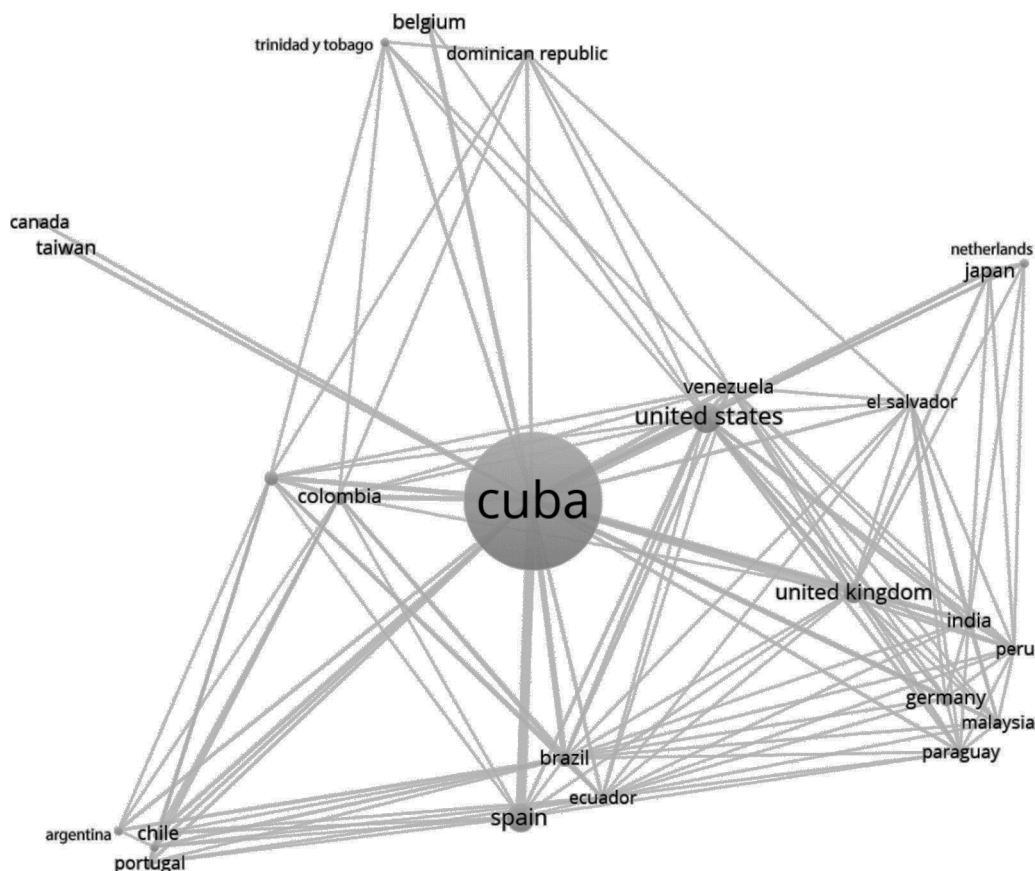 belgium
trinidad y tobago
dominican republic
canada
taiwan
netherlands
japan
venezuela
el salvador
united states
colombia
cuba
united kingdom
india
peru
germany
malaysia
paraguay
brazil
ecuador
spain
argentina
chile
portugal